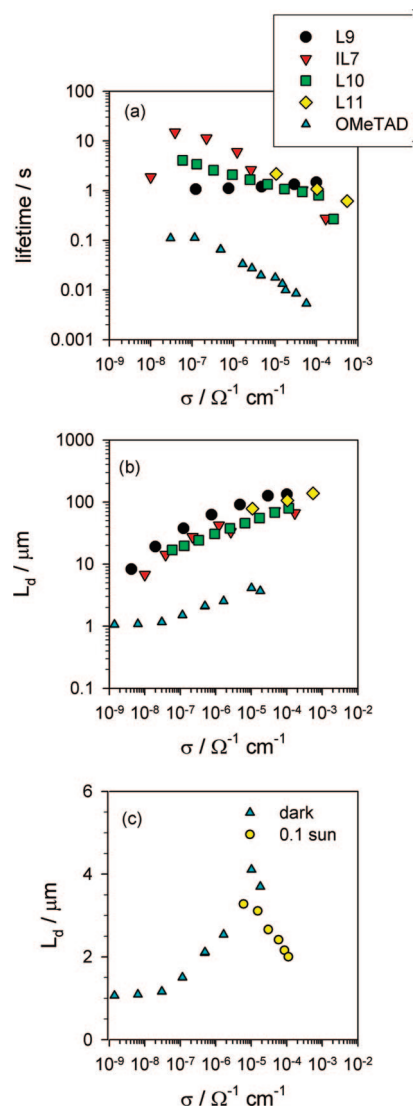 L9
IL7
L10
L11
OMeTAD
(a)
lifetime / s
100
10
1
0.1
0.01
0.001
10⁻⁹ 10⁻⁸ 10⁻⁷ 10⁻⁶ 10⁻⁵ 10⁻⁴ 10⁻³
σ / Ω⁻¹ cm⁻¹
(b)
L_d / μm
1000
100
10
1
0.1
10⁻⁹ 10⁻⁸ 10⁻⁷ 10⁻⁶ 10⁻⁵ 10⁻⁴ 10⁻³ 10⁻²
σ / Ω⁻¹ cm⁻¹
(c)
dark
0.1 sun
L_d / μm
6
4
2
0
10⁻⁹ 10⁻⁸ 10⁻⁷ 10⁻⁶ 10⁻⁵ 10⁻⁴ 10⁻³ 10⁻²
σ / Ω⁻¹ cm⁻¹